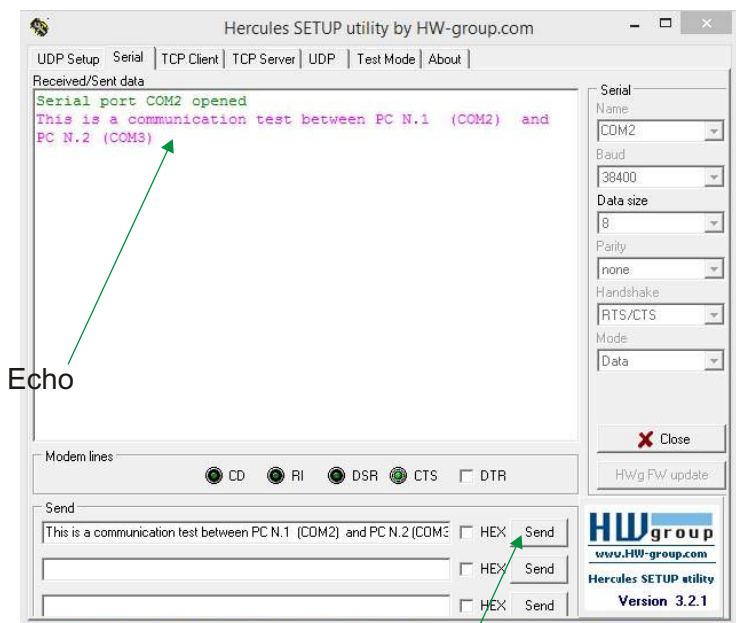 Hercules SETUP utility by HW-group.com
UDP Setup Serial TCP Client TCP Server UDP Test Mode About
Received/Sent data
Serial port COM2 opened
This is a communication test between PC N.1 (COM2) and
PC N.2 (COM3)
Echo
Serial
Name
COM2
Baud
38400
Data size
8
Parity
none
Handshake
RTS/CTS
Mode
Data
Close
HWg FW update
Modem lines
CD RI DSR CTS DTR
Send
This is a communication test between PC N.1 (COM2) and PC N.2 (COM3 HEX Send
HEX Send
HEX Send
HWgroup
www.HW-group.com
Hercules SETUP utility
Version 3.2.1